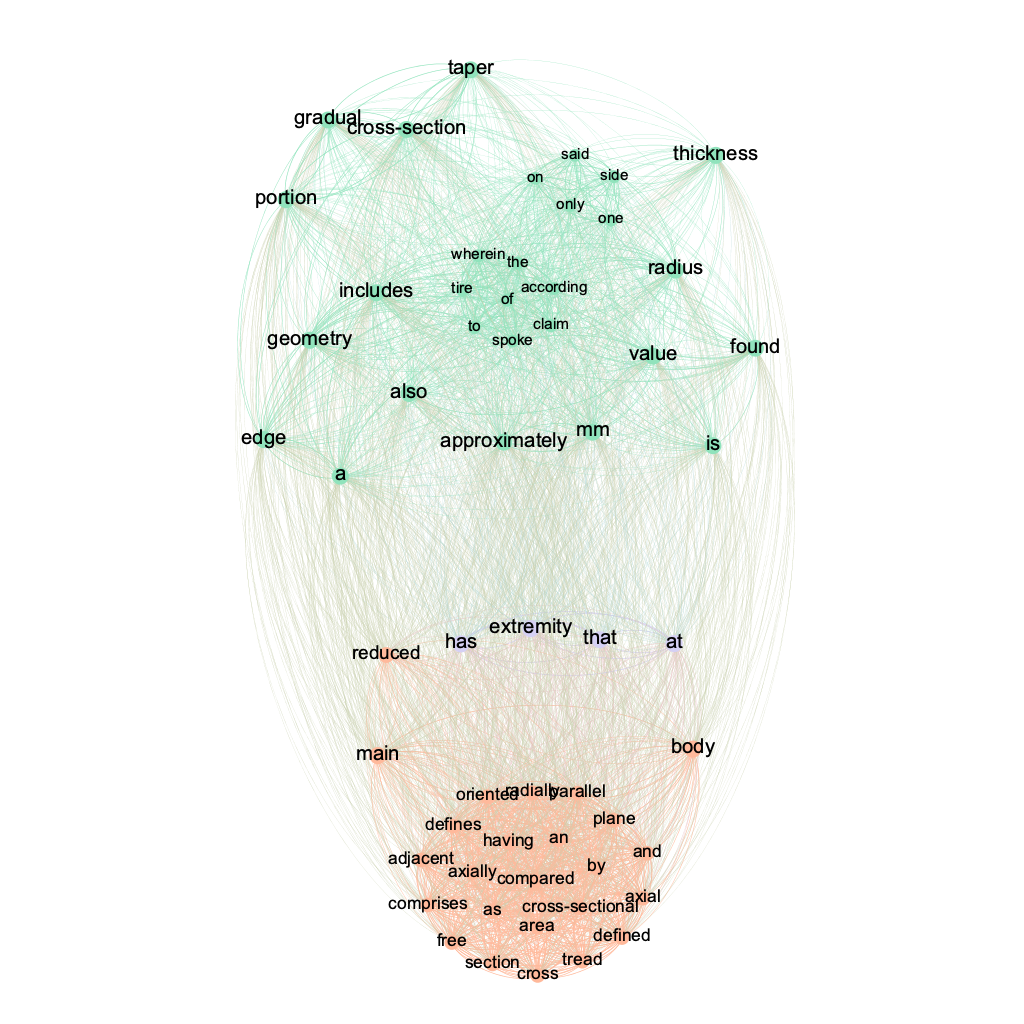 taper
gradual
cross-section
said
thickness
on
side
portion
only
one
wherein
the
radius
includes
tire
according
of
to
claim
geometry
spoke
found
value
also
edge
approximately
mm
is
a
extremity
has
that
at
reduced
main
body
oriented
radially
parallel
defines
plane
having
an
adjacent
and
axially
by
compared
comprises
as
cross-sectional
axial
area
free
defined
section
tread
cross